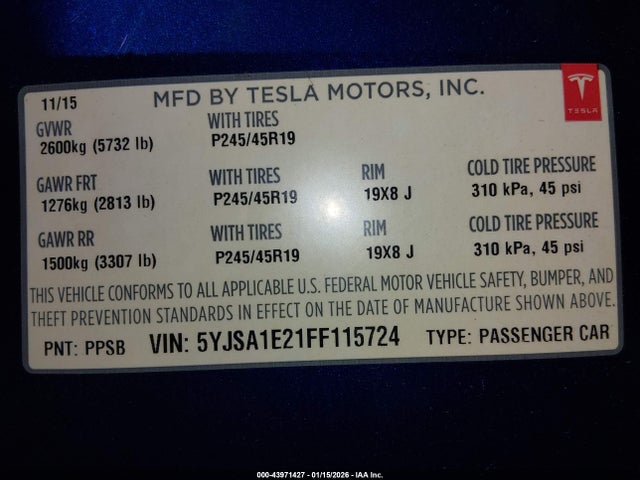 11/15 MFD BY TESLA MOTORS, INC.
TESLA
GVWR WITH TIRES
2600kg (5732 lb) P245/45R19
GAWR FRT WITH TIRES RIM COLD TIRE PRESSURE
1276kg (2813 lb) P245/45R19 19X8 J 310 kPa, 45 psi
GAWR RR WITH TIRES RIM COLD TIRE PRESSURE
1500kg (3307 lb) P245/45R19 19X8 J 310 kPa, 45 psi
THIS VEHICLE CONFORMS TO ALL APPLICABLE U.S. FEDERAL MOTOR VEHICLE SAFETY, BUMPER, AND
THEFT PREVENTION STANDARDS IN EFFECT ON THE DATE OF MANUFACTURE SHOWN ABOVE.
PNT: PPSB VIN: 5YJSA1E21FF115724 TYPE: PASSENGER CAR
000-43971427 - 01/15/2026 - IAA Inc.